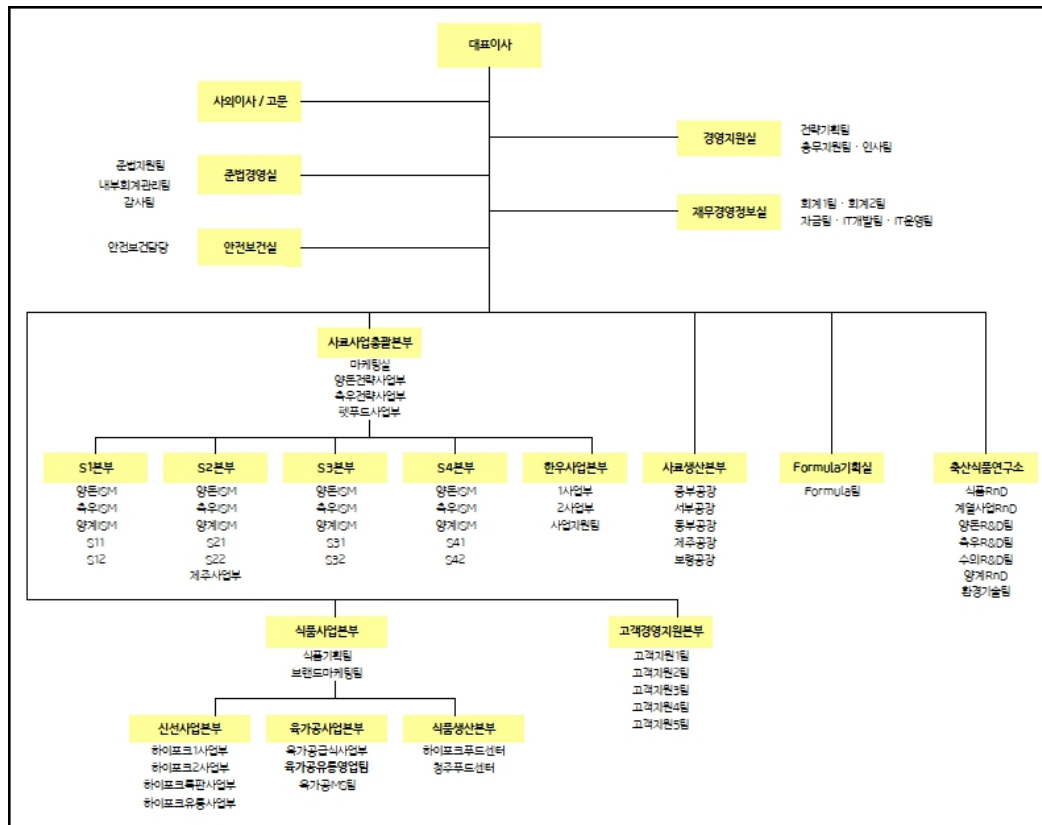 대표이사
사외이사 / 고문
경영지원실
전략기획팀
총무지원팀 · 인사팀
준법경영실
준법지원팀
내부회계관리팀
감사팀
재무경영정보실
회계1팀 · 회계2팀
자금팀 · IT개발팀 · IT운영팀
안전보건실
안전보건담당
사료사업총괄본부
마케팅실
양돈전략사업부
축우전략사업부
펫푸드사업부
S1본부
양돈ISM
축우ISM
양계ISM
S11
S12
S2본부
양돈ISM
축우ISM
양계ISM
S21
S22
제주사업부
S3본부
양돈ISM
축우ISM
양계ISM
S31
S32
S4본부
양돈ISM
축우ISM
양계ISM
S41
S42
한우사업본부
1사업부
2사업부
사업지원팀
사료생산본부
중부공장
서부공장
동부공장
제주공장
보령공장
Formula기획실
Formula팀
축산식품연구소
식품RnD
계열사업RnD
양돈R&D팀
축우R&D팀
수의R&D팀
양계RnD
환경기술팀
식품사업본부
식품기획팀
브랜드마케팅팀
고객경영지원본부
고객지원1팀
고객지원2팀
고객지원3팀
고객지원4팀
고객지원5팀
신선사업본부
하이포크1사업부
하이포크2사업부
하이포크특판사업부
하이포크유통사업부
육가공사업본부
육가공급식사업부
육가공유통영업팀
육가공MS팀
식품생산본부
하이포크푸드센터
청주푸드센터